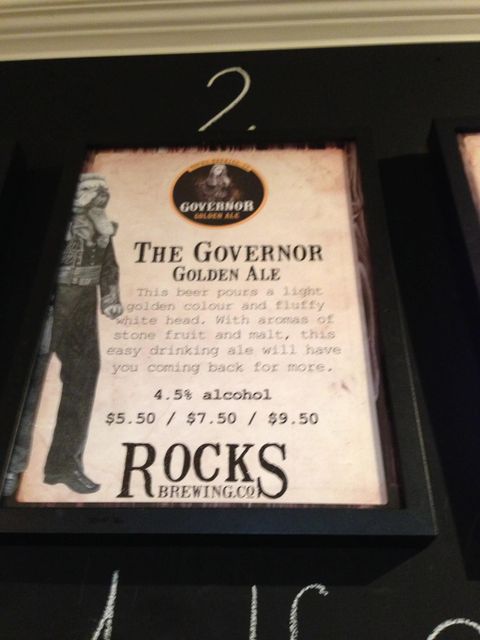 2.
GOVERNOR
GOLDEN ALE
THE GOVERNOR
GOLDEN ALE
This beer pours a light
golden colour and fluffy
white head. With aromas of
stone fruit and malt, this
easy drinking ale will have
you coming back for more.
4.5% alcohol
$5.50 / $7.50 / $9.50
ROCKS
BREWING.CO